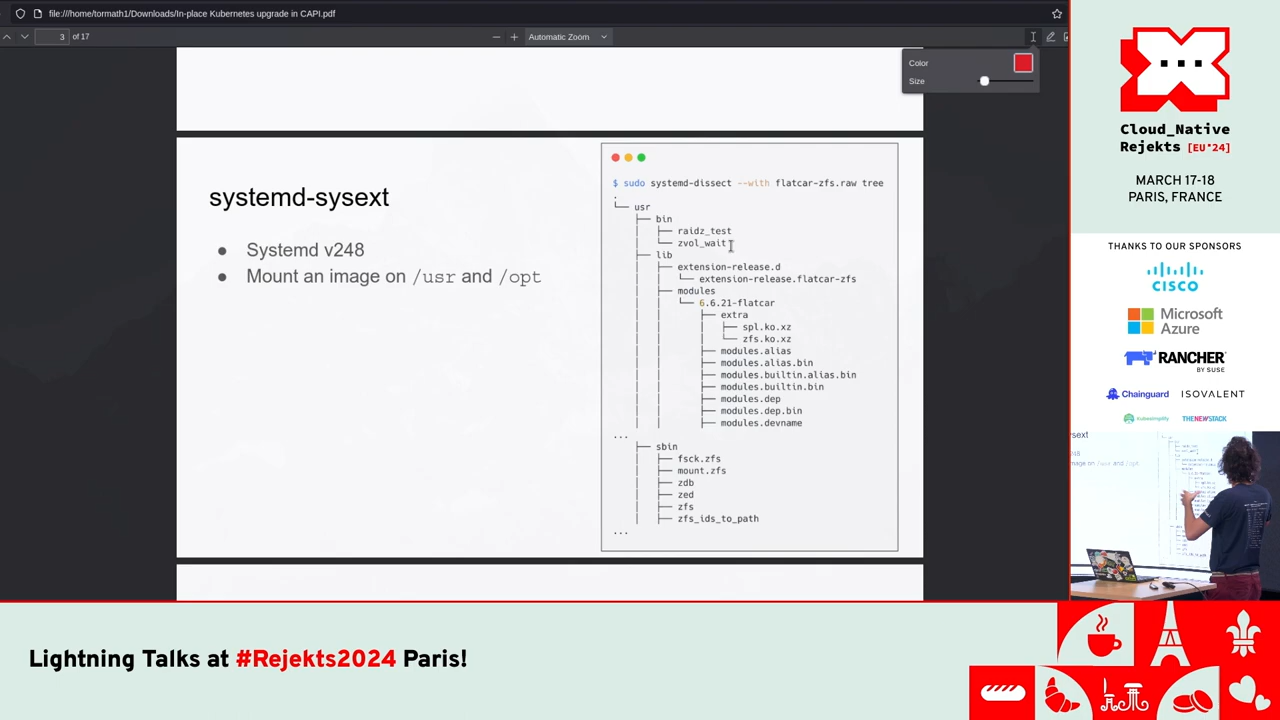 file:///home/tormath1/Downloads/In-place Kubernetes upgrade in CAPI.pdf
3 of 17
Automatic Zoom
Color
Size
systemd-sysext
● Systemd v248
● Mount an image on /usr and /opt
$ sudo systemd-dissect --with flatcar-zfs.raw tree
.
└── usr
├── bin
│ ├── raidz_test
│ └── zvol_wait
├── lib
│ ├── extension-release.d
│ │ └── extension-release.flatcar-zfs
│ ├── modules
│ │ └── 6.6.21-flatcar
│ │ ├── extra
│ │ │ ├── spl.ko.xz
│ │ │ └── zfs.ko.xz
│ │ ├── modules.alias
│ │ ├── modules.alias.bin
│ │ ├── modules.builtin.alias.bin
│ │ ├── modules.builtin.bin
│ │ ├── modules.dep
│ │ ├── modules.dep.bin
│ │ ├── modules.devname
...
├── sbin
│ ├── fsck.zfs
│ ├── mount.zfs
│ ├── zdb
│ ├── zed
│ ├── zfs
│ ├── zfs_ids_to_path
...
Cloud_Native
Rejekts [EU'24]
MARCH 17-18
PARIS, FRANCE
THANKS TO OUR SPONSORS
CISCO
Microsoft
Azure
RANCHER
BY SUSE
Chainguard
ISOVALENT
kubesimplify
THENEWSTACK
Lightning Talks at #Rejekts2024 Paris!